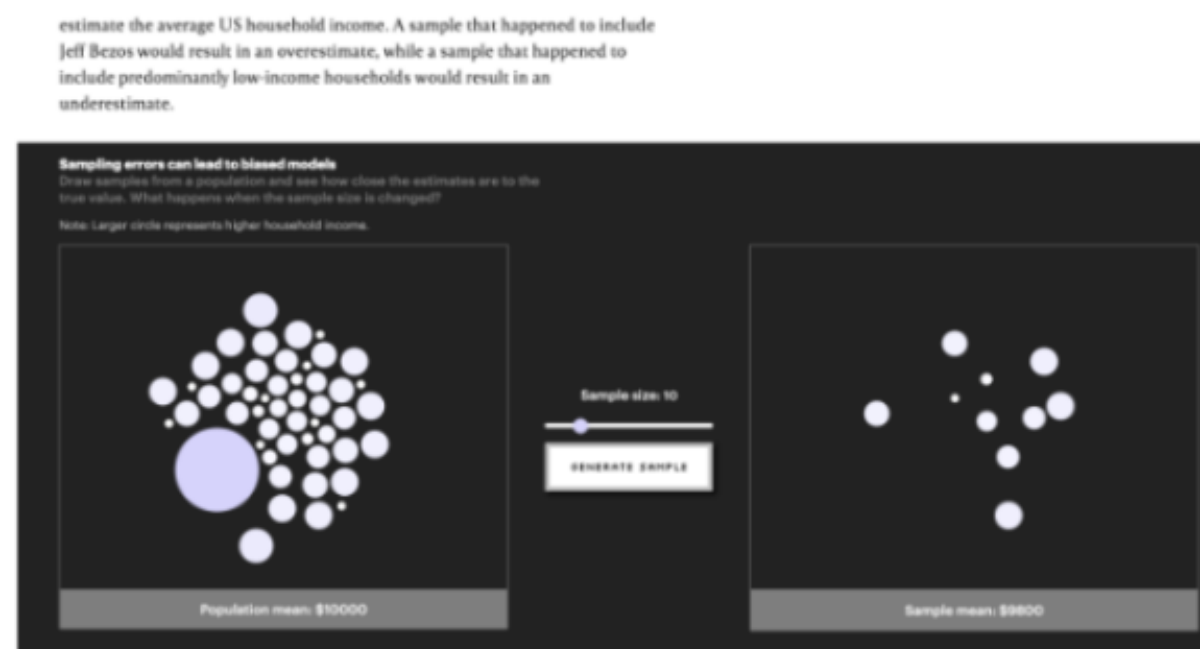 estimate the average US household income. A sample that happened to include
Jeff Bezos would result in an overestimate, while a sample that happened to
include predominantly low-income households would result in an
underestimate.
Sampling errors can lead to biased models
Draw samples from a population and see how close the estimates are to the
true value. What happens when the sample size is changed?
Note: Larger circle represents higher household income.
Sample size: 10
GENERATE SAMPLE
Population mean: $10000
Sample mean: $9800